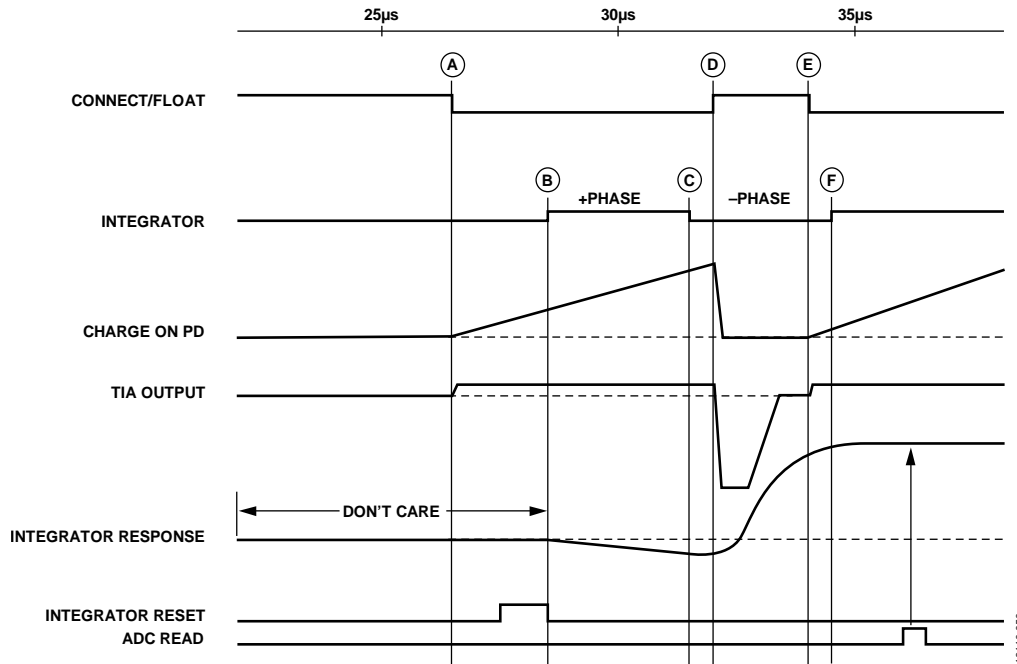 25µs 30µs 35µs
A D E
CONNECT/FLOAT
B C F
+PHASE –PHASE
INTEGRATOR
CHARGE ON PD
TIA OUTPUT
DON'T CARE
INTEGRATOR RESPONSE
INTEGRATOR RESET
ADC READ